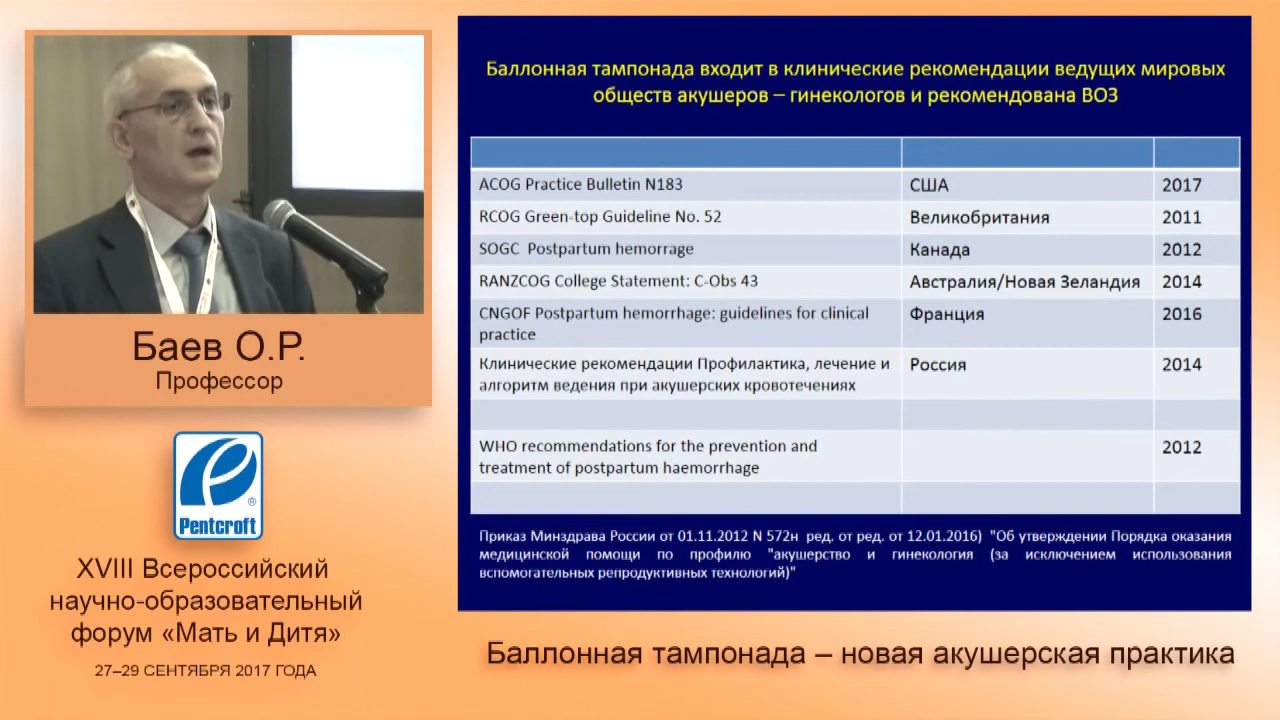 Баев О.Р.
Профессор
Pentcroft
®
XVIII Всероссийский
научно-образовательный
форум «Мать и Дитя»
27–29 СЕНТЯБРЯ 2017 ГОДА
Баллонная тампонада входит в клинические рекомендации ведущих мировых
обществ акушеров – гинекологов и рекомендована ВОЗ
ACOG Practice Bulletin N183 США 2017
RCOG Green-top Guideline No. 52 Великобритания 2011
SOGC Postpartum hemorrage Канада 2012
RANZCOG College Statement: C-Obs 43 Австралия/Новая Зеландия 2014
CNGOF Postpartum hemorrhage: guidelines for clinical Франция 2016
practice
Клинические рекомендации Профилактика, лечение и Россия 2014
алгоритм ведения при акушерских кровотечениях
WHO recommendations for the prevention and 2012
treatment of postpartum haemorrhage
Приказ Минздрава России от 01.11.2012 N 572н ред. от ред. от 12.01.2016) "Об утверждении Порядка оказания
медицинской помощи по профилю "акушерство и гинекология (за исключением использования
вспомогательных репродуктивных технологий)"
Баллонная тампонада – новая акушерская практика